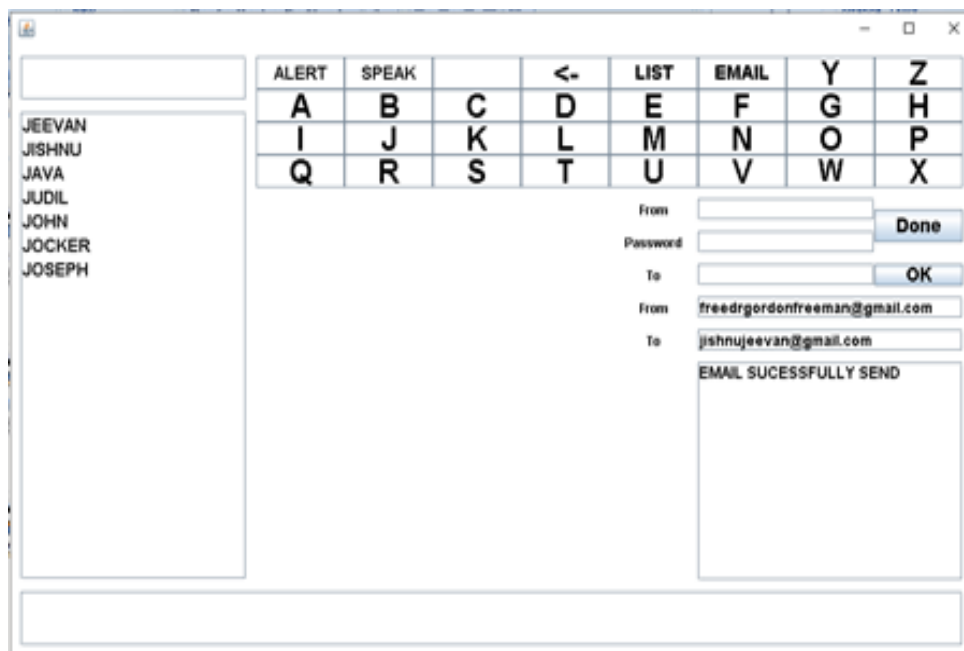 ALERT SPEAK <- LIST EMAIL Y Z
A B C D E F G H
I J K L M N O P
Q R S T U V W X
JEEVAN
JISHNU
JAVA
JUDIL
JOHN
JOCKER
JOSEPH
From
Done
Password
To
OK
From freedrgordonfreeman@gmail.com
To jishnujeevan@gmail.com
EMAIL SUCESSFULLY SEND